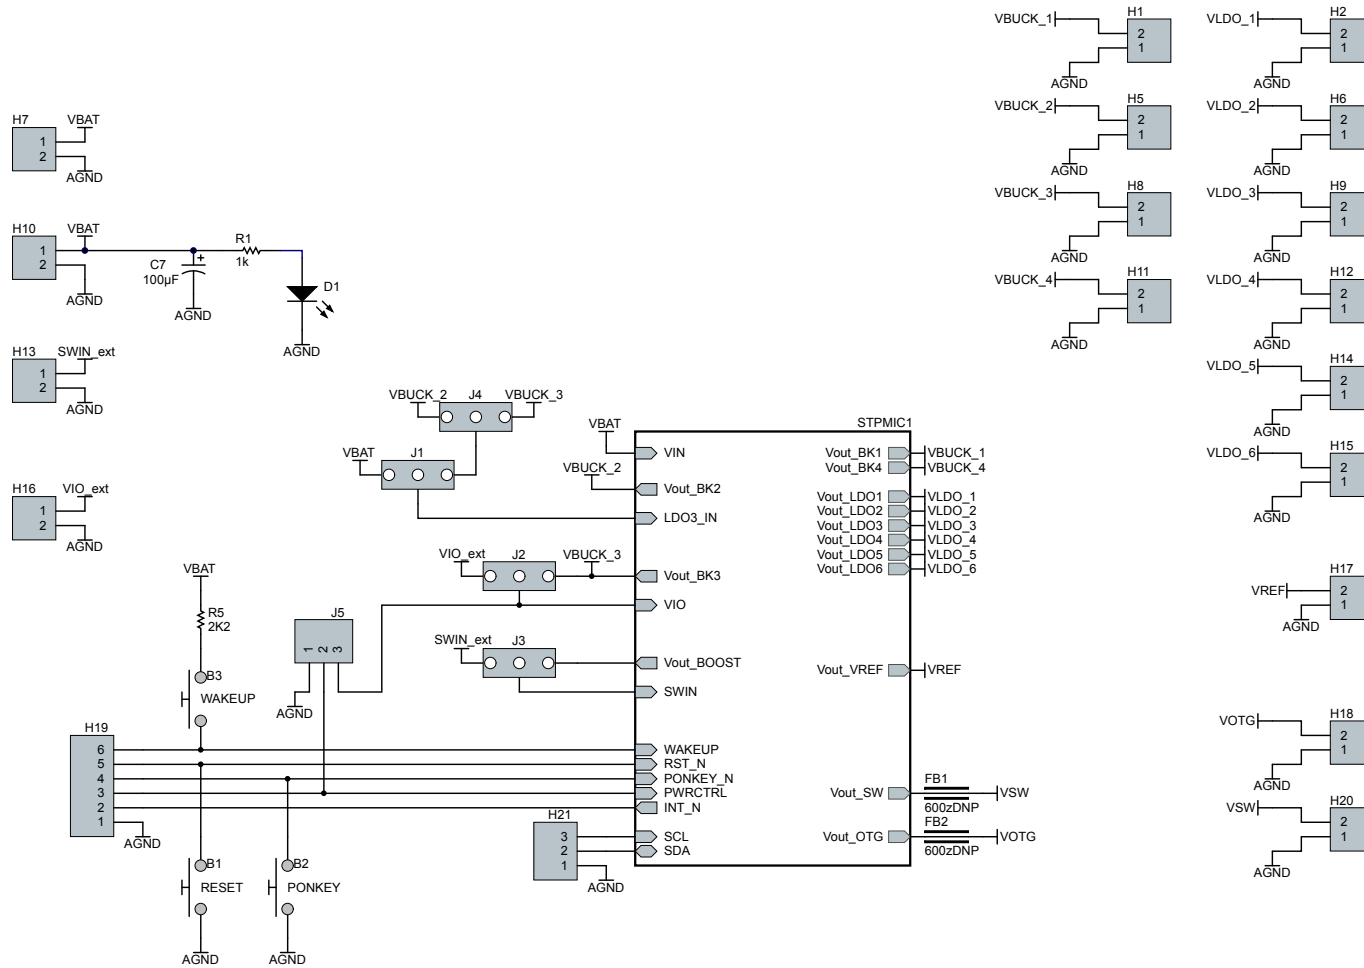 H7
VBAT
1
2
AGND
H10
VBAT
1
2
AGND
C7
100µF
AGND
R1
1k
D1
AGND
H13
SWIN_ext
1
2
AGND
H16
VIO_ext
1
2
AGND
VBAT
R5
2K2
B3
WAKEUP
H19
6
5
4
3
2
1
AGND
B1
RESET
AGND
B2
PONKEY
AGND
J5
1
2
3
AGND
VBUCK_2
J4
VBUCK_3
VBAT
J1
VIO_ext
J2
VBUCK_3
SWIN_ext
J3
H21
3
2
1
AGND
VBAT
VBUCK_2
STPMIC1
VIN
Vout_BK2
LDO3_IN
Vout_BK3
VIO
Vout_BOOST
SWIN
WAKEUP
RST_N
PONKEY_N
PWRCTRL
INT_N
SCL
SDA
Vout_BK1 VBUCK_1
Vout_BK4 VBUCK_4
Vout_LDO1 VLDO_1
Vout_LDO2 VLDO_2
Vout_LDO3 VLDO_3
Vout_LDO4 VLDO_4
Vout_LDO5 VLDO_5
Vout_LDO6 VLDO_6
Vout_VREF VREF
Vout_SW
FB1
600zDNP
VSW
Vout_OTG
FB2
600zDNP
VOTG
VBUCK_1
H1
2
1
AGND
VBUCK_2
H5
2
1
AGND
VBUCK_3
H8
2
1
AGND
VBUCK_4
H11
2
1
AGND
VLDO_1
H2
2
1
AGND
VLDO_2
H6
2
1
AGND
VLDO_3
H9
2
1
AGND
VLDO_4
H12
2
1
AGND
VLDO_5
H14
2
1
AGND
VLDO_6
H15
2
1
AGND
VREF
H17
2
1
AGND
VOTG
H18
2
1
AGND
VSW
H20
2
1
AGND